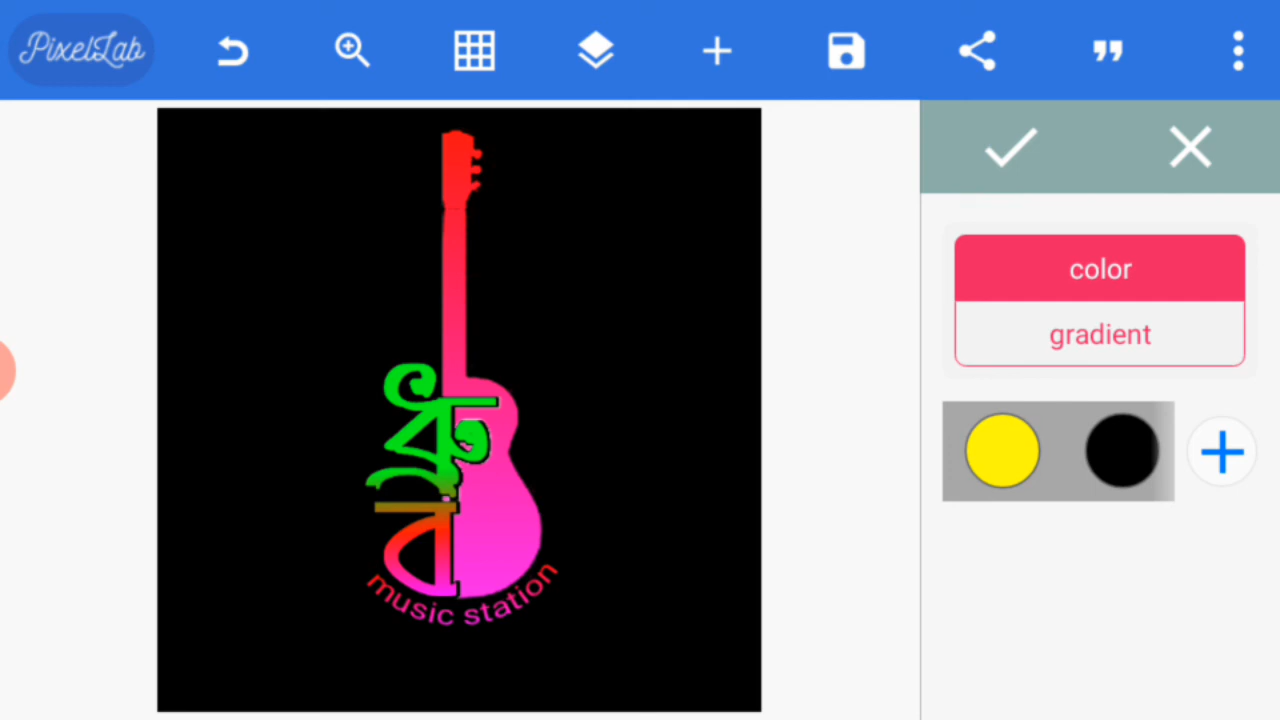 PixelLab
color
gradient
ধ্রু
ব
music station